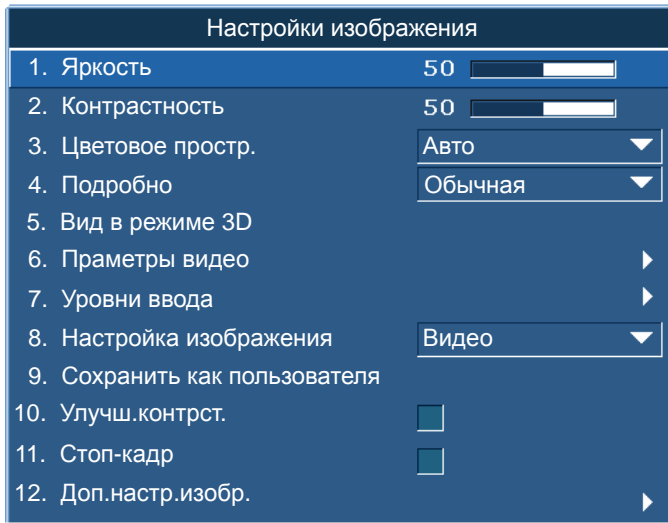 Настройки изображения
1. Яркость 50
2. Контрастность 50
3. Цветовое простр. Авто
4. Подробно Обычная
5. Вид в режиме 3D
6. Праметры видео
7. Уровни ввода
8. Настройка изображения Видео
9. Сохранить как пользователя
10. Улучш.контрст.
11. Стоп-кадр
12. Доп.настр.изобр.